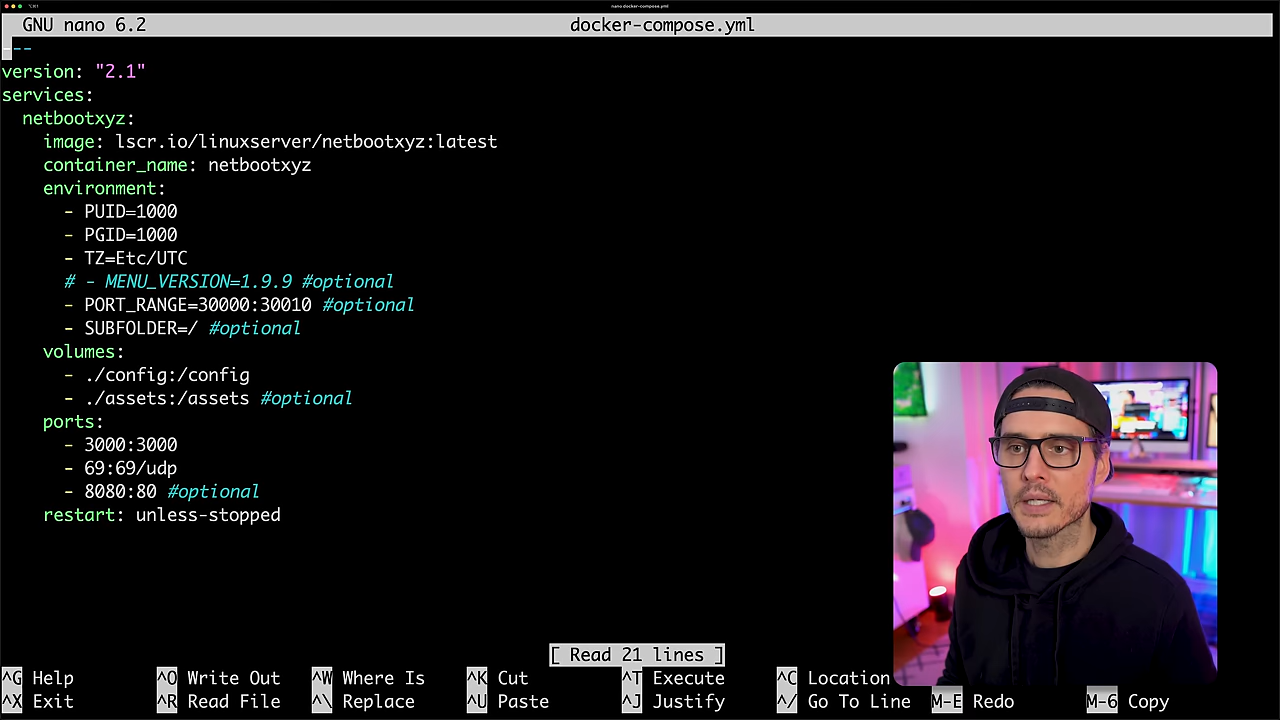 nano docker-compose.yml
GNU nano 6.2 docker-compose.yml
---
version: "2.1"
services:
  netbootxyz:
    image: lscr.io/linuxserver/netbootxyz:latest
    container_name: netbootxyz
    environment:
      - PUID=1000
      - PGID=1000
      - TZ=Etc/UTC
      # - MENU_VERSION=1.9.9 #optional
      - PORT_RANGE=30000:30010 #optional
      - SUBFOLDER=/ #optional
    volumes:
      - ./config:/config
      - ./assets:/assets #optional
    ports:
      - 3000:3000
      - 69:69/udp
      - 8080:80 #optional
    restart: unless-stopped
[ Read 21 lines ]
^G Help ^O Write Out ^W Where Is ^K Cut ^T Execute ^C Location
^X Exit ^R Read File ^\ Replace ^U Paste ^J Justify ^/ Go To Line M-E Redo M-6 Copy